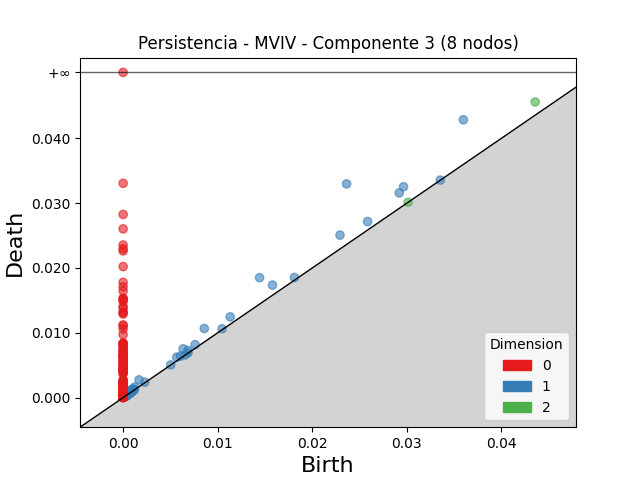 Persistencia - MVIV - Componente 3 (8 nodos)
+∞
0.040
0.030
0.020
0.010
0.000
Death
Dimension
0
1
2
0.00 0.01 0.02 0.03 0.04
Birth